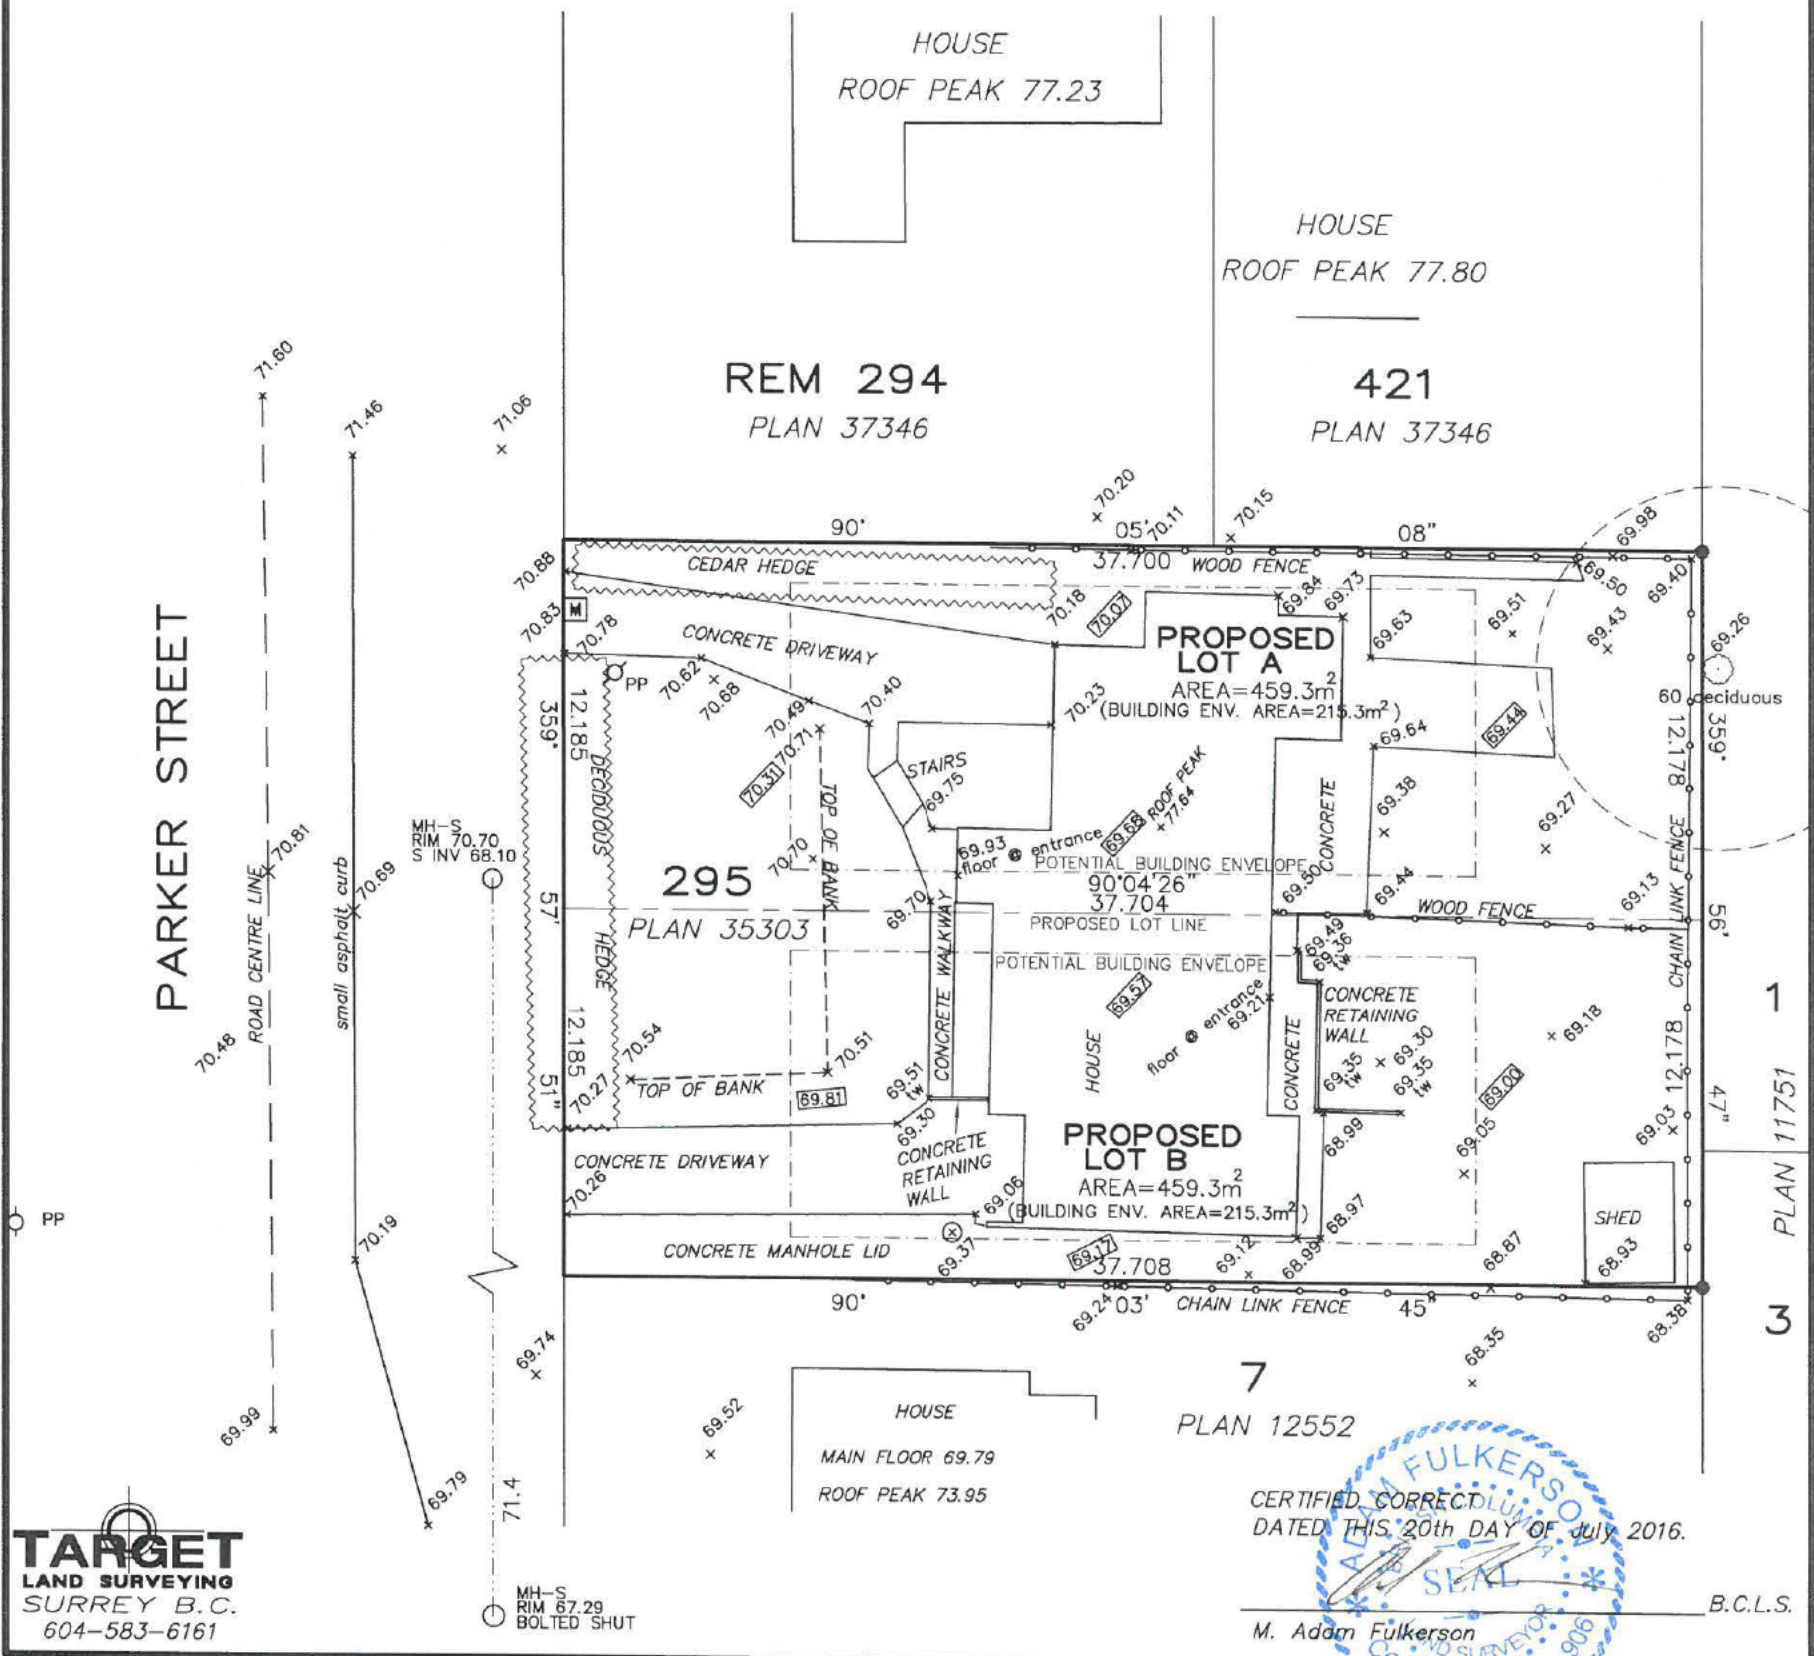 HOUSE
ROOF PEAK 77.23
HOUSE
ROOF PEAK 77.80
REM 294
PLAN 37346
421
PLAN 37346
71.60
71.46
71.06
70.20
70.11
70.15
69.98
90°
05'
08"
37.700
WOOD FENCE
CEDAR HEDGE
70.88
70.83
M
70.78
CONCRETE DRIVEWAY
70.18
70.07
69.84
69.73
69.63
69.50
69.51
69.43
69.40
69.26
PROPOSED
LOT A
AREA=459.3m2
(BUILDING ENV. AREA=215.3m2)
60 deciduous
PP
70.62
70.68
70.49
70.40
70.23
70.71
70.31
STAIRS
69.75
69.64
69.44
69.38
69.27
12.185
359°
DECIDUOUS
HEDGE
57'
12.185
51"
12.178
359°
56'
12.178
47"
CHAIN LINK FENCE
TOP OF BANK
ROOF PEAK
+77.64
69.68
69.93
floor @ entrance
POTENTIAL BUILDING ENVELOPE
CONCRETE
90°04'26"
37.704
PROPOSED LOT LINE
70.70
69.70
69.50
69.44
WOOD FENCE
69.13
295
PLAN 35303
PARKER STREET
ROAD CENTRE LINE
70.81
small asphalt curb
70.69
MH-S
RIM 70.70
S INV 68.10
CONCRETE WALKWAY
POTENTIAL BUILDING ENVELOPE
69.49
69.36
tw
69.57
floor @ entrance
69.21
CONCRETE
RETAINING
WALL
CONCRETE
HOUSE
69.18
69.30
69.35
tw
69.35
tw
69.00
69.05
69.03
70.48
70.54
70.51
TOP OF BANK
69.81
70.27
69.51
tw
69.30
CONCRETE
RETAINING
WALL
CONCRETE DRIVEWAY
70.26
PROPOSED
LOT B
AREA=459.3m2
(BUILDING ENV. AREA=215.3m2)
68.99
68.97
69.06
SHED
68.93
68.87
CONCRETE MANHOLE LID
69.37
69.17
37.708
69.12
68.99
90°
69.24
03'
CHAIN LINK FENCE
45"
68.38
1
PLAN 11751
3
PP
70.19
69.74
69.99
69.79
71.4
69.52
HOUSE
MAIN FLOOR 69.79
ROOF PEAK 73.95
7
PLAN 12552
68.35
TARGET
LAND SURVEYING
SURREY B.C.
604-583-6161
MH-S
RIM 67.29
BOLTED SHUT
CERTIFIED CORRECT
DATED THIS 20th DAY OF July 2016.
B.C.L.S.
M. Adam Fulkerson
ADAM FULKERSON
SEAL
LAND SURVEYOR
906